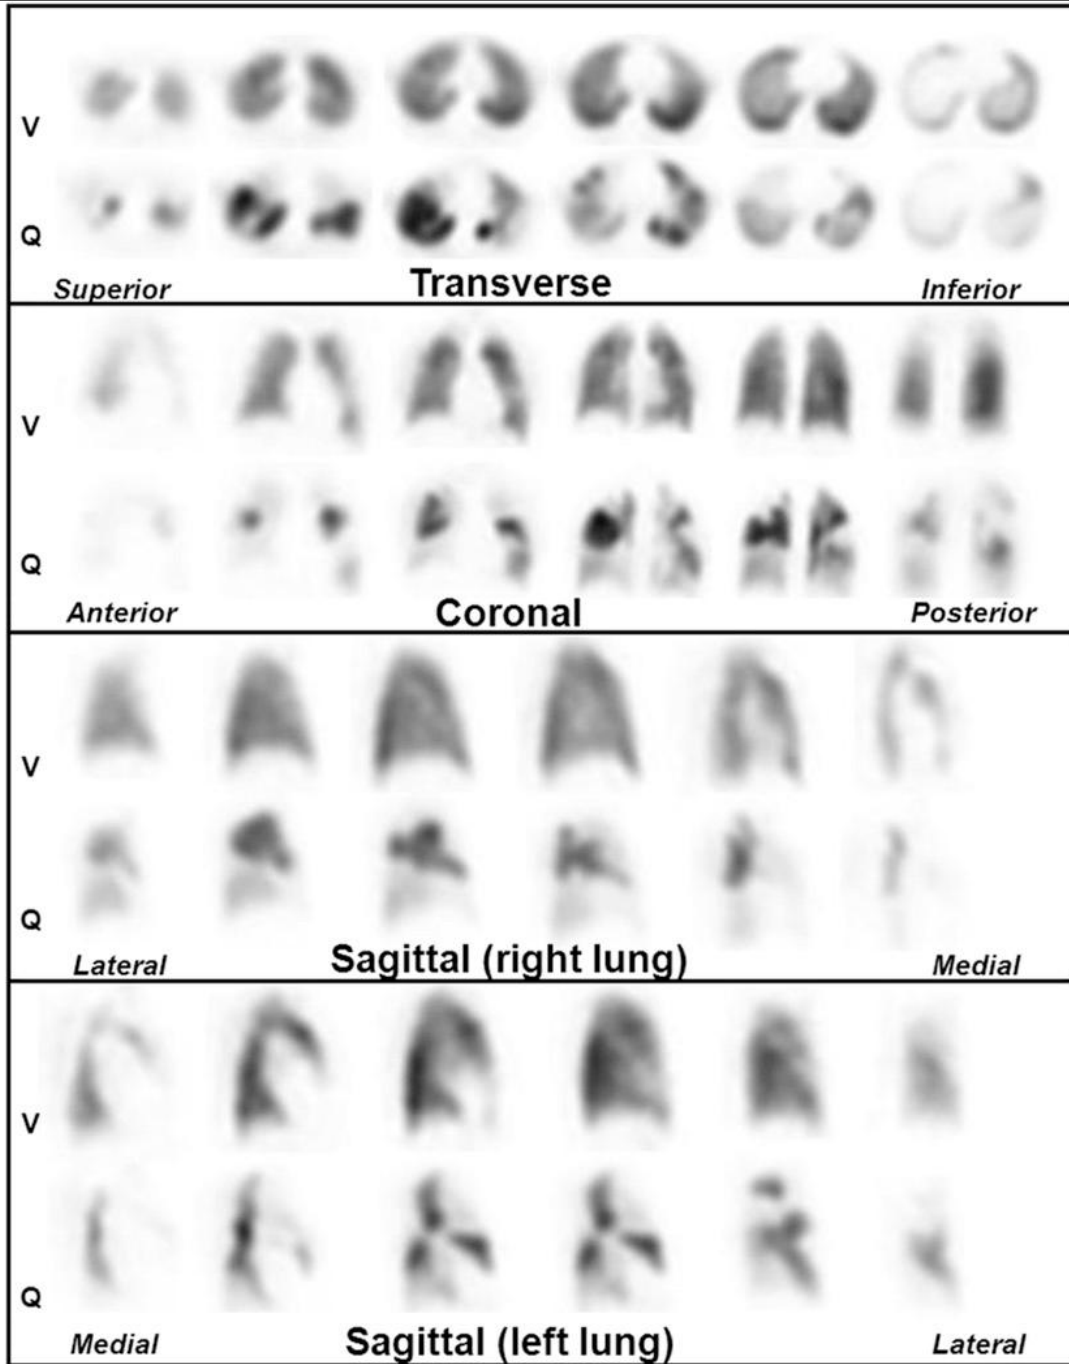 V
Q
Superior Transverse Inferior
V
Q
Anterior Coronal Posterior
V
Q
Lateral Sagittal (right lung) Medial
V
Q
Medial Sagittal (left lung) Lateral